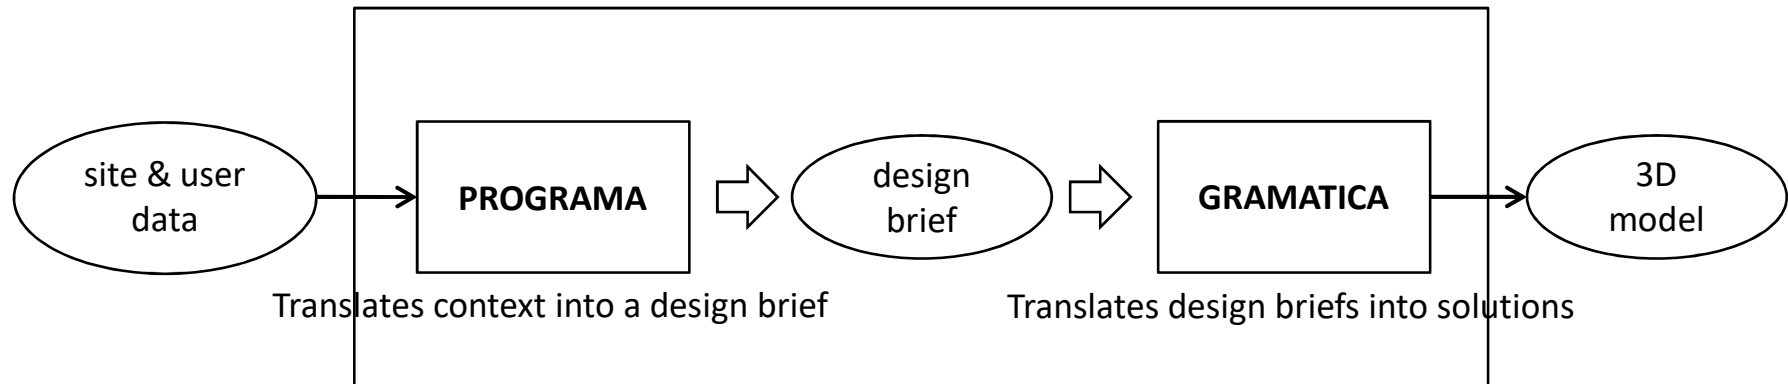 site & user
data
PROGRAMA
design
brief
GRAMATICA
3D
model
Translates context into a design brief
Translates design briefs into solutions